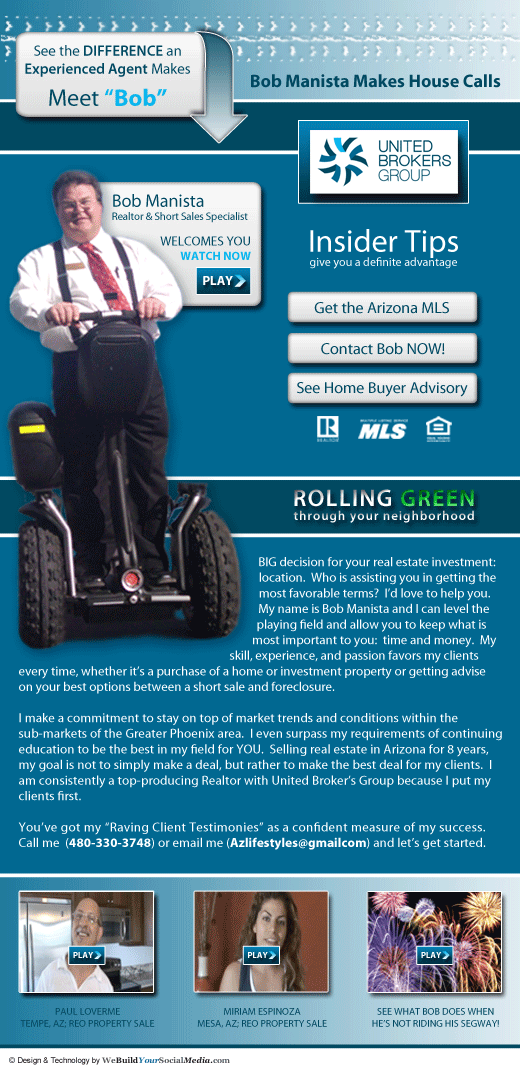 See the DIFFERENCE an
Experienced Agent Makes
Meet “Bob”
Bob Manista Makes House Calls
UNITED
BROKERS
GROUP
Bob Manista
Realtor & Short Sales Specialist
WELCOMES YOU
WATCH NOW
PLAY
Insider Tips
give you a definite advantage
Get the Arizona MLS
Contact Bob NOW!
See Home Buyer Advisory
REALTOR
MLS
ROLLING GREEN
through your neighborhood
BIG decision for your real estate investment:
location.  Who is assisting you in getting the
most favorable terms?  I’d love to help you.
My name is Bob Manista and I can level the
playing field and allow you to keep what is
most important to you:  time and money.  My
skill, experience, and passion favors my clients
every time, whether it’s a purchase of a home or investment property or getting advise
on your best options between a short sale and foreclosure.
I make a commitment to stay on top of market trends and conditions within the
sub-markets of the Greater Phoenix area.  I even surpass my requirements of continuing
education to be the best in my field for YOU.  Selling real estate in Arizona for 8 years,
my goal is not to simply make a deal, but rather to make the best deal for my clients.  I
am consistently a top-producing Realtor with United Broker’s Group because I put my
clients first.
You’ve got my “Raving Client Testimonies” as a confident measure of my success.
Call me  (480-330-3748) or email me (Azlifestyles@gmailcom) and let’s get started.
PLAY
PLAY
PLAY
PAUL LOVERME
TEMPE, AZ; REO PROPERTY SALE
MIRIAM ESPINOZA
MESA, AZ; REO PROPERTY SALE
SEE WHAT BOB DOES WHEN
HE’S NOT RIDING HIS SEGWAY!
© Design & Technology by WeBuildYourSocialMedia.com